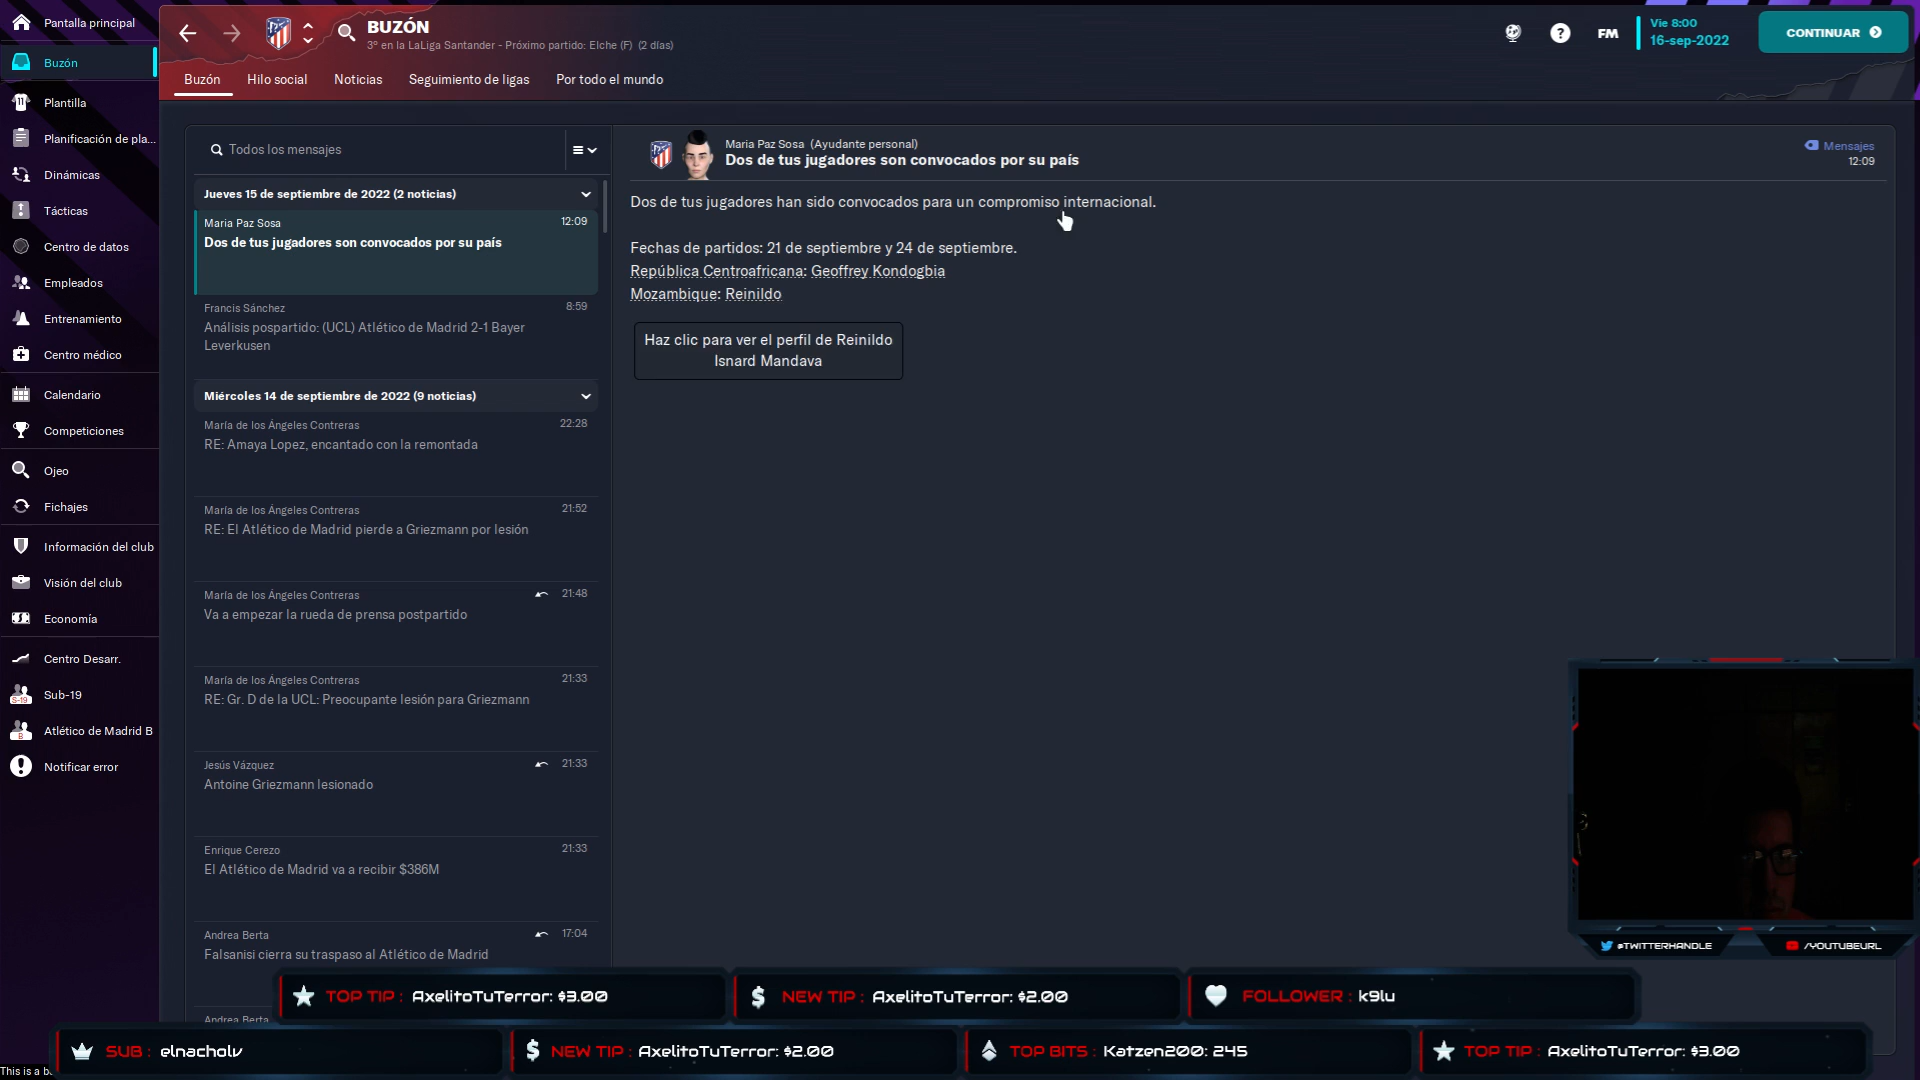 Pantalla principal
Buzón
Plantilla
Planificación de pla...
Dinámicas
Tácticas
Centro de datos
Empleados
Entrenamiento
Centro médico
Calendario
Competiciones
Ojeo
Fichajes
Información del club
Visión del club
Economía
Centro Desarr.
S-19
Sub-19
B
Atlético de Madrid B
Notificar error
BUZÓN
3º en la LaLiga Santander - Próximo partido: Elche (F) (2 días)
FM
Vie 8:00
16-sep-2022
CONTINUAR
Buzón
Hilo social
Noticias
Seguimiento de ligas
Por todo el mundo
Todos los mensajes
Jueves 15 de septiembre de 2022 (2 noticias)
Maria Paz Sosa 12:09
Dos de tus jugadores son convocados por su país
Francis Sánchez 8:59
Análisis pospartido: (UCL) Atlético de Madrid 2-1 Bayer
Leverkusen
Miércoles 14 de septiembre de 2022 (9 noticias)
María de los Ángeles Contreras 22:28
RE: Amaya Lopez, encantado con la remontada
María de los Ángeles Contreras 21:52
RE: El Atlético de Madrid pierde a Griezmann por lesión
María de los Ángeles Contreras 21:48
Va a empezar la rueda de prensa postpartido
María de los Ángeles Contreras 21:33
RE: Gr. D de la UCL: Preocupante lesión para Griezmann
Jesús Vázquez 21:33
Antoine Griezmann lesionado
Enrique Cerezo 21:33
El Atlético de Madrid va a recibir $386M
Andrea Berta 17:04
Falsanisi cierra su traspaso al Atlético de Madrid
Andrea Berta
Maria Paz Sosa (Ayudante personal)
Dos de tus jugadores son convocados por su país
Mensajes
12:09
Dos de tus jugadores han sido convocados para un compromiso internacional.
Fechas de partidos: 21 de septiembre y 24 de septiembre.
República Centroafricana: Geoffrey Kondogbia
Mozambique: Reinildo
Haz clic para ver el perfil de Reinildo
Isnard Mandava
@TWITTERHANDLE
/YOUTUBEURL
TOP TIP : AxelitoTuTerror: $3.00
NEW TIP : AxelitoTuTerror: $2.00
FOLLOWER : k9lu
SUB : elnacholv
NEW TIP : AxelitoTuTerror: $2.00
TOP BITS : Katzen200: 245
TOP TIP : AxelitoTuTerror: $3.00
This is a